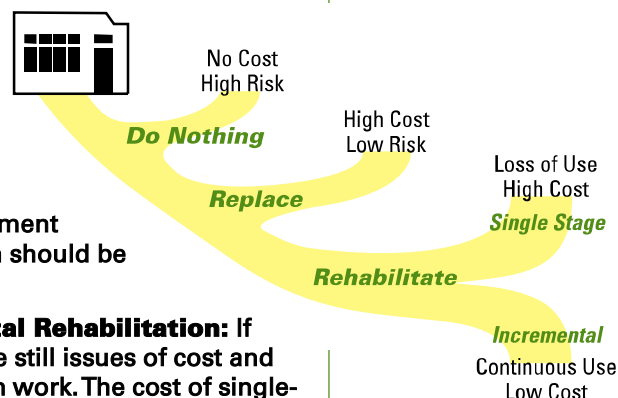 No Cost
High Risk
Do Nothing
High Cost
Low Risk
Replace
Loss of Use
High Cost
Single Stage
Rehabilitate
Incremental
Continuous Use
Low Cost
should be
Rehabilitation: If
still issues of cost and
work. The cost of single-